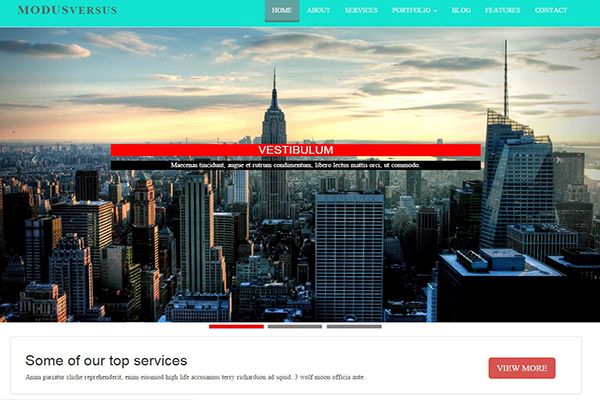 MODUSVERSUS
HOME ABOUT SERVICES PORTFOLIO BLOG FEATURES CONTACT
VESTIBULUM
Maecenas tincidunt, augue et rutrum condimentum, libero lectus mattis orci, ut commodo.
Some of our top services
Anim pariatur cliche reprehenderit, enim eiusmod high life accusamus terry richardson ad squid. 3 wolf moon officia aute.
VIEW MORE